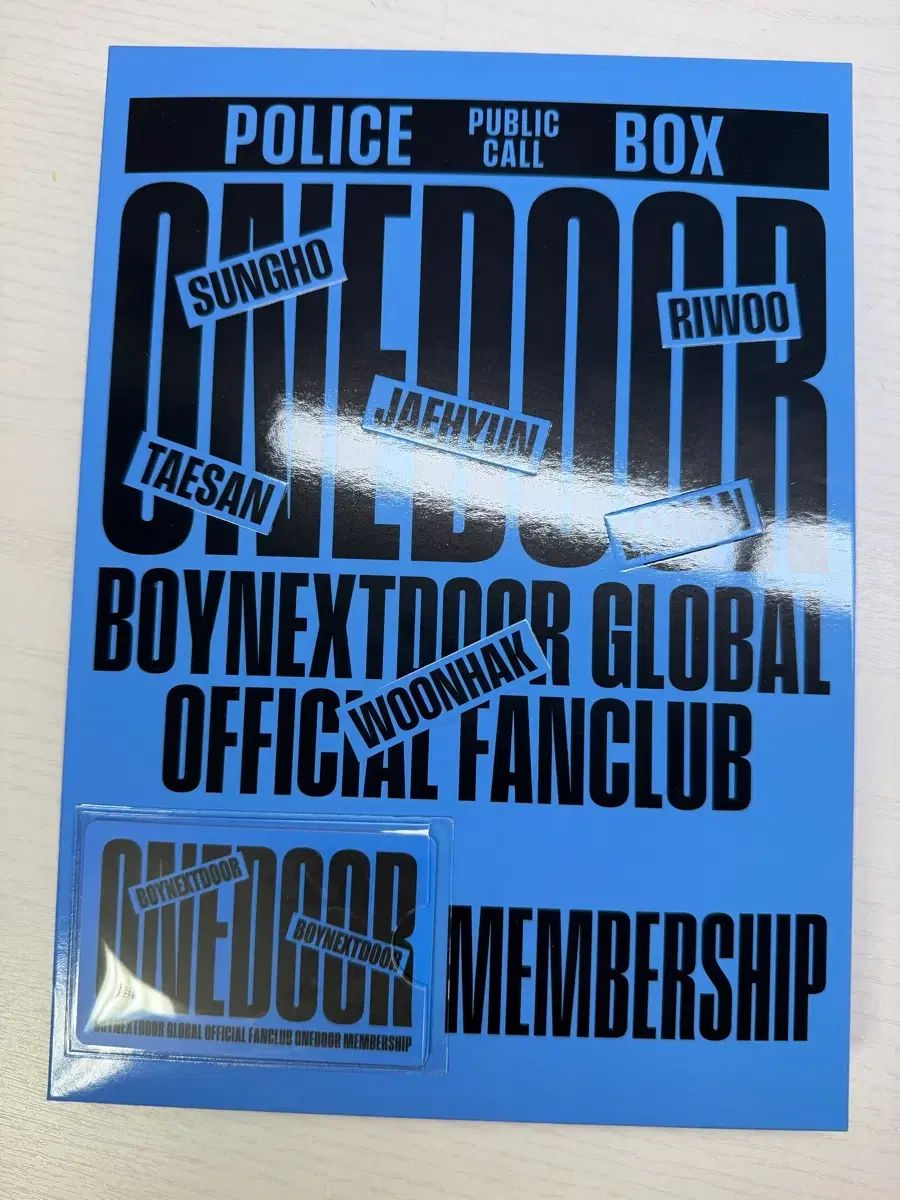 POLICE PUBLIC CALL BOX
ONEDOOR
SUNGHO
RIWOO
JAEHYUN
TAESAN
BOYNEXTDOOR GLOBAL
WOONHAK
OFFICIAL FANCLUB
ONEDOOR
BOYNEXTDOOR
BOYNEXTDOOR
BOYNEXTDOOR GLOBAL OFFICIAL FANCLUB ONEDOOR MEMBERSHIP
MEMBERSHIP